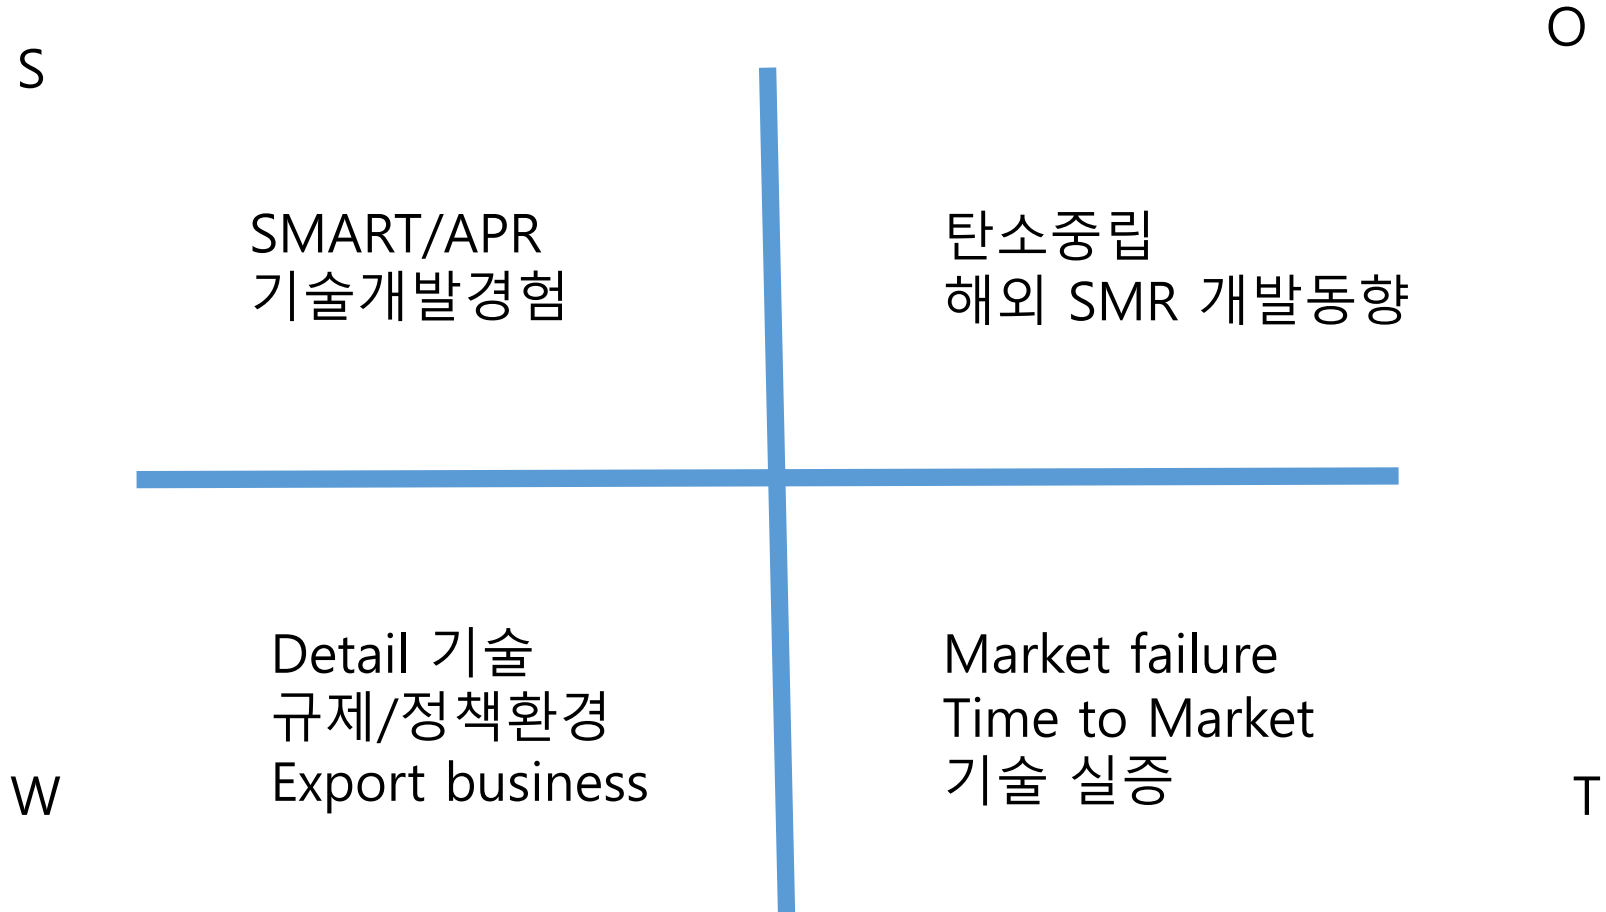 S
O
SMART/APR
기술개발경험
탄소중립
해외 SMR 개발동향
Detail 기술
규제/정책환경
Export business
Market failure
Time to Market
기술 실증
W
T